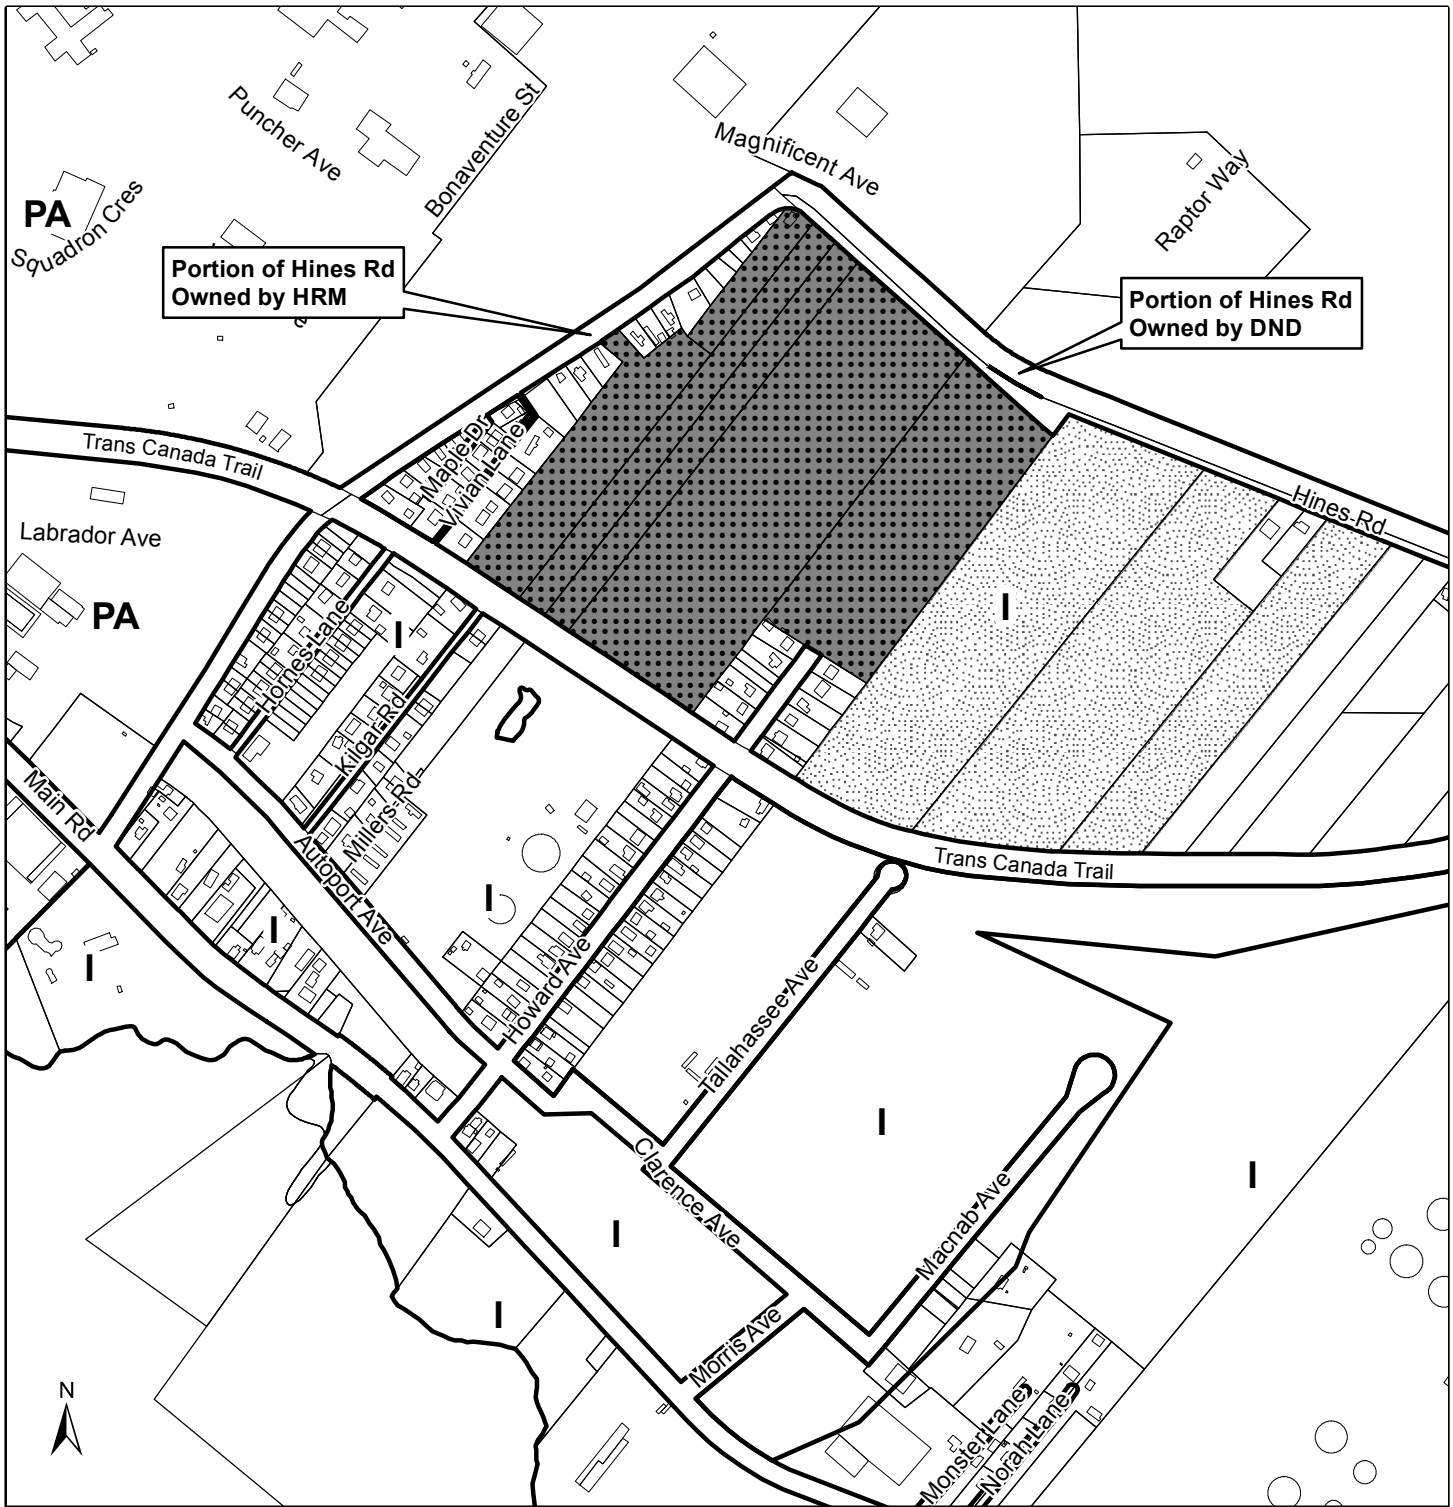 Puncher Ave
Bonaventure St
Magnificent Ave
Raptor Way
PA
Squadron Cres
Portion of Hines Rd
Owned by HRM
Portion of Hines Rd
Owned by DND
Trans Canada Trail
Maple Dr
Vivian Lane
Hines Rd
Labrador Ave
PA
Hornes Lane
I
I
Kilgar Rd
Millers Rd
Main Rd
Autoport Ave
Trans Canada Trail
I
I
I
Howard Ave
Tallahassee Ave
I
I
Clarence Ave
Macnab Ave
I
I
Morris Ave
N
Monster Lane
Norah Lane